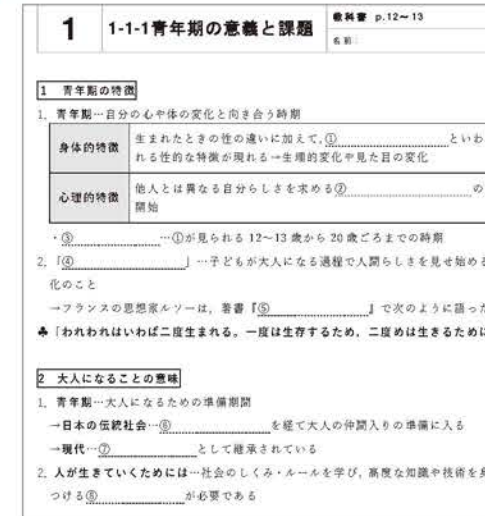 1
1-1-1青年期の意義と課題
教科書 p.12~13
名前:
1 青年期の特徴
1. 青年期…自分の心や体の変化と向き合う時期
身体的特徴
生まれたときの性の違いに加えて,① といわ
れる性的な特徴が現れる→生理的変化や見た目の変化
心理的特徴
他人とは異なる自分らしさを求める② の
開始
・③ …①が見られる 12~13 歳から 20 歳ごろまでの時期
2. 「④ 」…子どもが大人になる過程で人間らしさを見せ始める
化のこと
→フランスの思想家ルソーは, 著書『⑤ 』で次のように語った
♣「われわれはいわば二度生まれる。一度は生存するため, 二度めは生きるために
2 大人になることの意味
1. 青年期…大人になるための準備期間
→日本の伝統社会…⑥ を経て大人の仲間入りの準備に入る
→現代…⑦ として継承されている
2. 人が生きていくためには…社会のしくみ・ルールを学び, 高度な知識や技術を身
つける⑧ が必要である